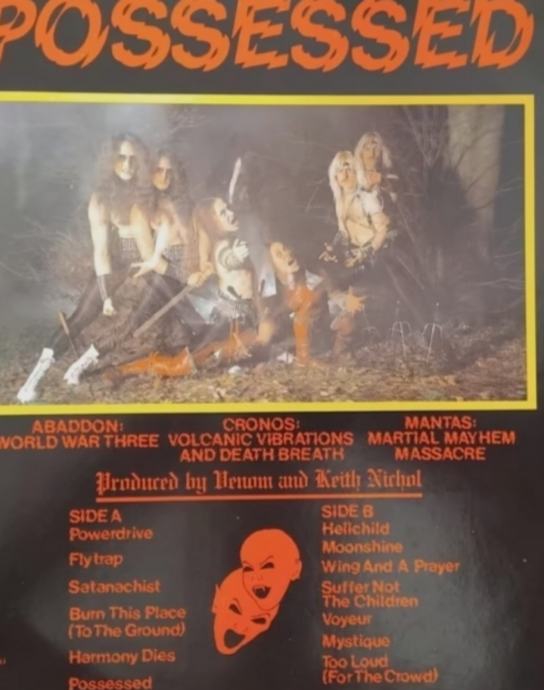 POSSESSED
ABADDON: CRONOS: MANTAS:
WORLD WAR THREE VOLCANIC VIBRATIONS MARTIAL MAYHEM
AND DEATH BREATH MASSACRE
Produced by Venom and Keith Nichol
SIDE A
Powerdrive
Flytrap
Satanachist
Burn This Place
(To The Ground)
Harmony Dies
Possessed
SIDE B
Hellchild
Moonshine
Wing And A Prayer
Suffer Not
The Children
Voyeur
Mystique
Too Loud
(For The Crowd)